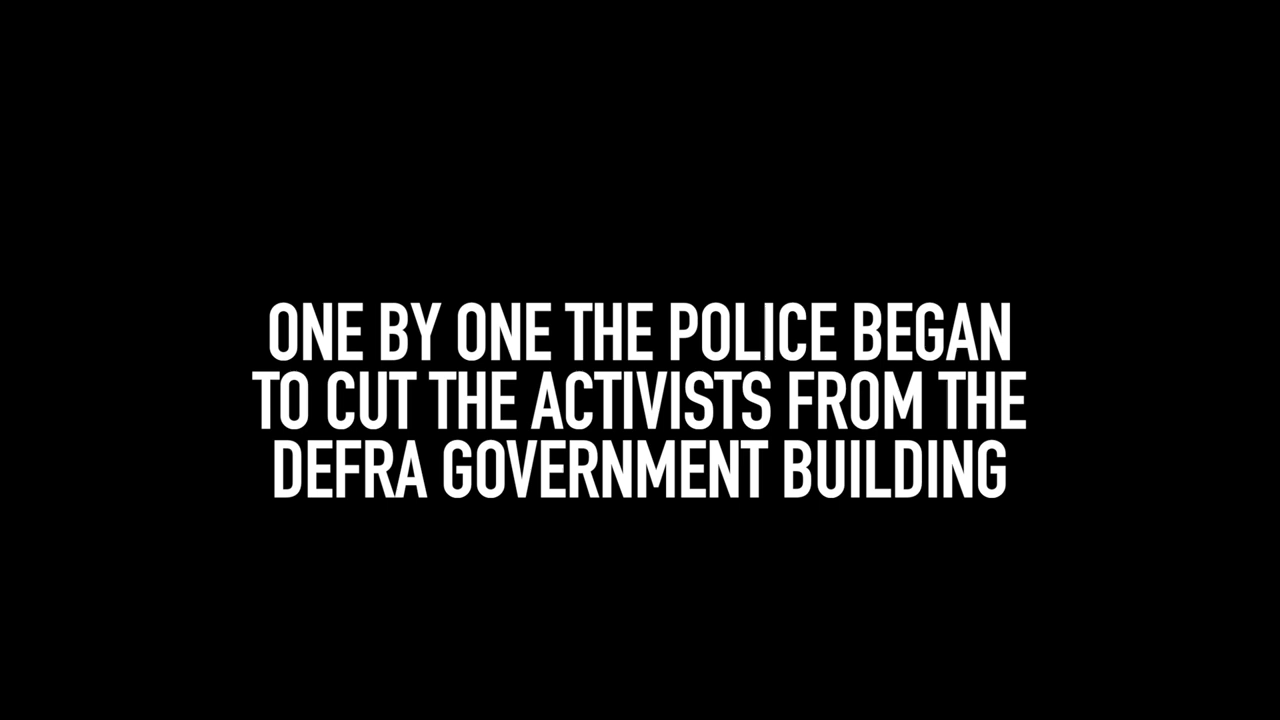 ONE BY ONE THE POLICE BEGAN
TO CUT THE ACTIVISTS FROM THE
DEFRA GOVERNMENT BUILDING